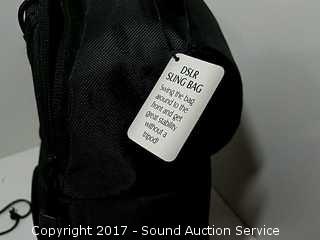 DSLR
SLING BAG
Swing the bag
around to the
front and get
great stability
without a
tripod!
Copyright 2017 - Sound Auction Service